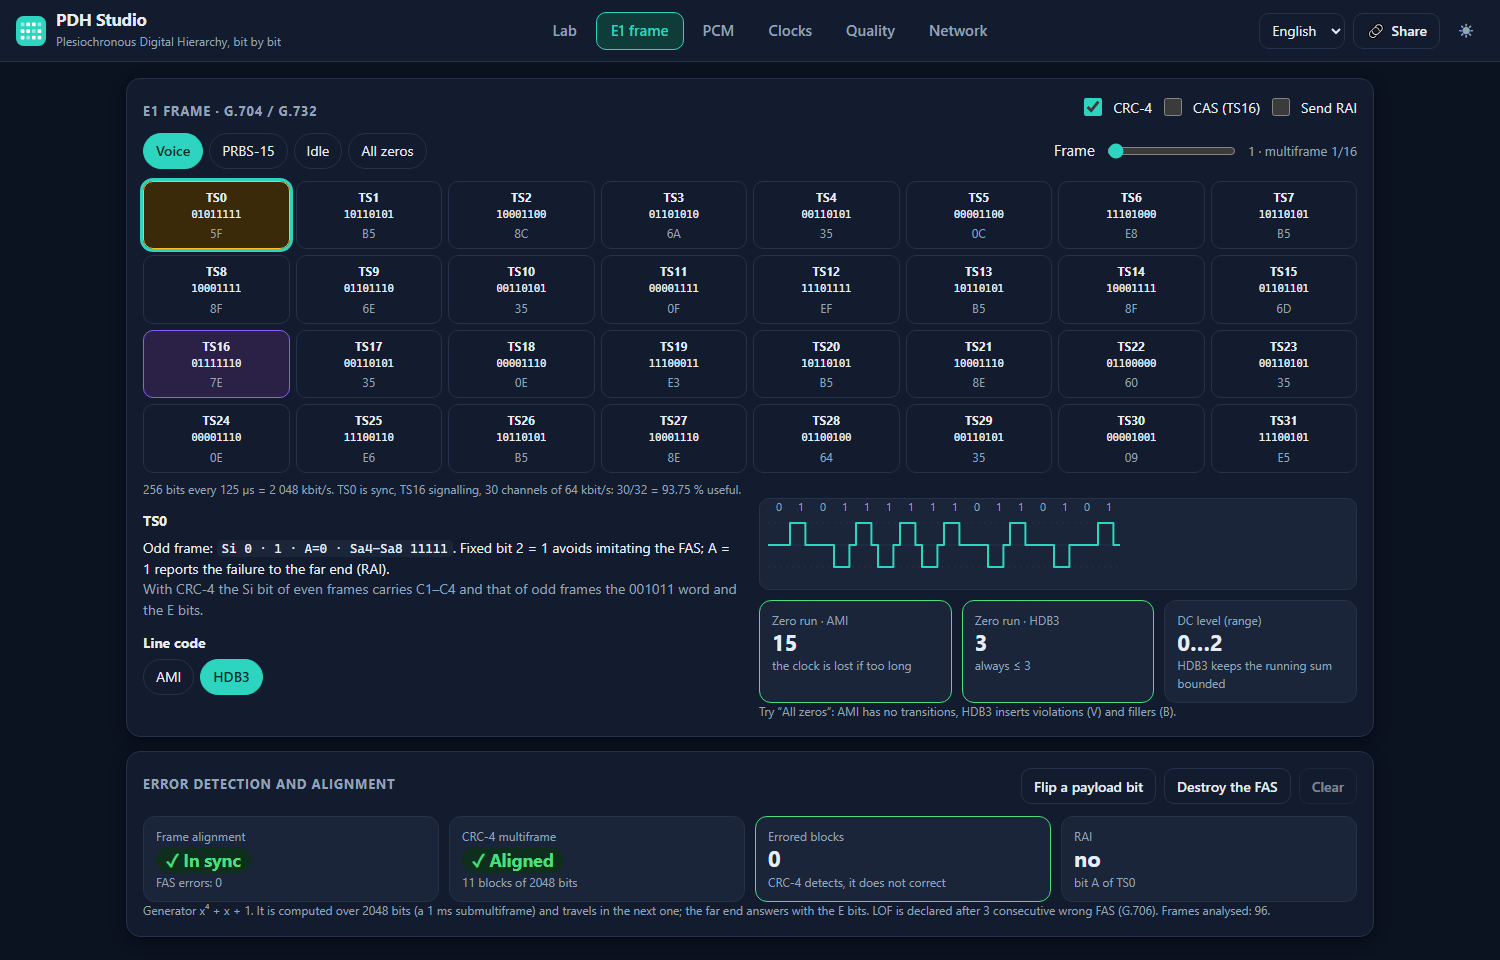 PDH Studio
Plesiochronous Digital Hierarchy, bit by bit
Lab E1 frame PCM Clocks Quality Network
English Share
E1 FRAME · G.704 / G.732
CRC-4 CAS (TS16) Send RAI
Voice PRBS-15 Idle All zeros
Frame 1 · multiframe 1/16
TS0 TS1 TS2 TS3 TS4 TS5 TS6 TS7
01011111 10110101 10001100 01101010 00110101 00001100 11101000 10110101
5F B5 8C 6A 35 0C E8 B5
TS8 TS9 TS10 TS11 TS12 TS13 TS14 TS15
10001111 01101110 00110101 00001111 11101111 10110101 10001111 01101101
8F 6E 35 0F EF B5 8F 6D
TS16 TS17 TS18 TS19 TS20 TS21 TS22 TS23
01111110 00110101 00001110 11100011 10110101 10001110 01100000 00110101
7E 35 0E E3 B5 8E 60 35
TS24 TS25 TS26 TS27 TS28 TS29 TS30 TS31
00001110 11100110 10110101 10001110 01100100 00110101 00001001 11100101
0E E6 B5 8E 64 35 09 E5
256 bits every 125 µs = 2 048 kbit/s. TS0 is sync, TS16 signalling, 30 channels of 64 kbit/s: 30/32 = 93.75 % useful.
TS0
Odd frame: Si 0 · 1 · A=0 · Sa4–Sa8 11111. Fixed bit 2 = 1 avoids imitating the FAS; A =
1 reports the failure to the far end (RAI).
With CRC-4 the Si bit of even frames carries C1–C4 and that of odd frames the 001011 word and
the E bits.
Line code
AMI HDB3
0 1 0 1 1 1 1 1 1 0 1 1 0 1 0 1
Zero run · AMI
15
the clock is lost if too long
Zero run · HDB3
3
always ≤ 3
DC level (range)
0…2
HDB3 keeps the running sum
bounded
Try “All zeros”: AMI has no transitions, HDB3 inserts violations (V) and fillers (B).
ERROR DETECTION AND ALIGNMENT
Flip a payload bit Destroy the FAS Clear
Frame alignment
✓ In sync
FAS errors: 0
CRC-4 multiframe
✓ Aligned
11 blocks of 2048 bits
Errored blocks
0
CRC-4 detects, it does not correct
RAI
no
bit A of TS0
Generator x⁴ + x + 1. It is computed over 2048 bits (a 1 ms submultiframe) and travels in the next one; the far end answers with the E bits. LOF is declared after 3 consecutive wrong FAS (G.706). Frames analysed: 96.